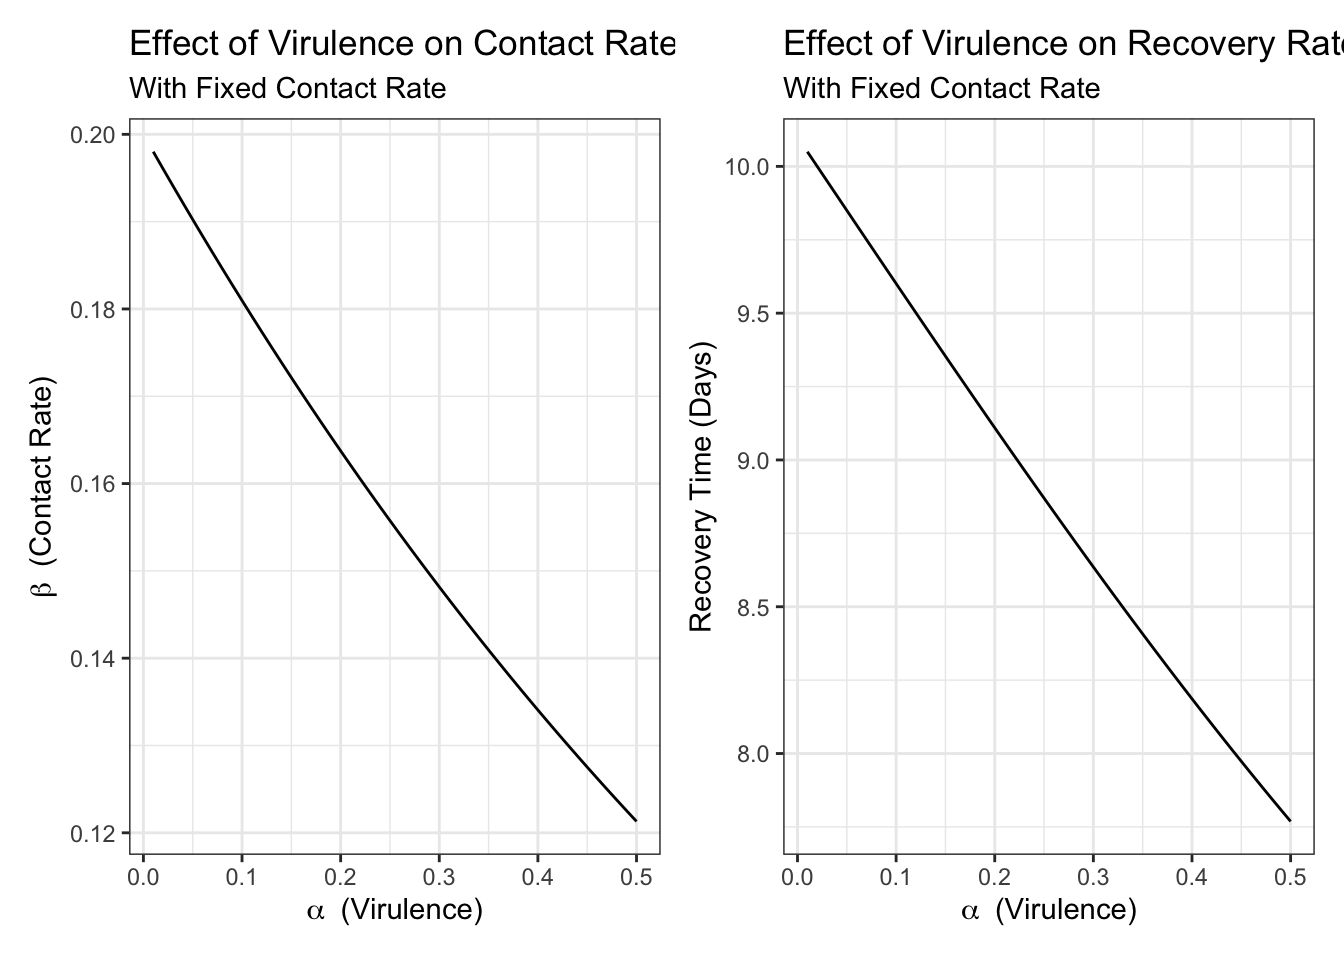 Effect of Virulence on Contact Rate
With Fixed Contact Rate
β (Contact Rate)
0.20
0.18
0.16
0.14
0.12
0.0 0.1 0.2 0.3 0.4 0.5
α (Virulence)
Effect of Virulence on Recovery Rate
With Fixed Contact Rate
Recovery Time (Days)
10.0
9.5
9.0
8.5
8.0
0.0 0.1 0.2 0.3 0.4 0.5
α (Virulence)